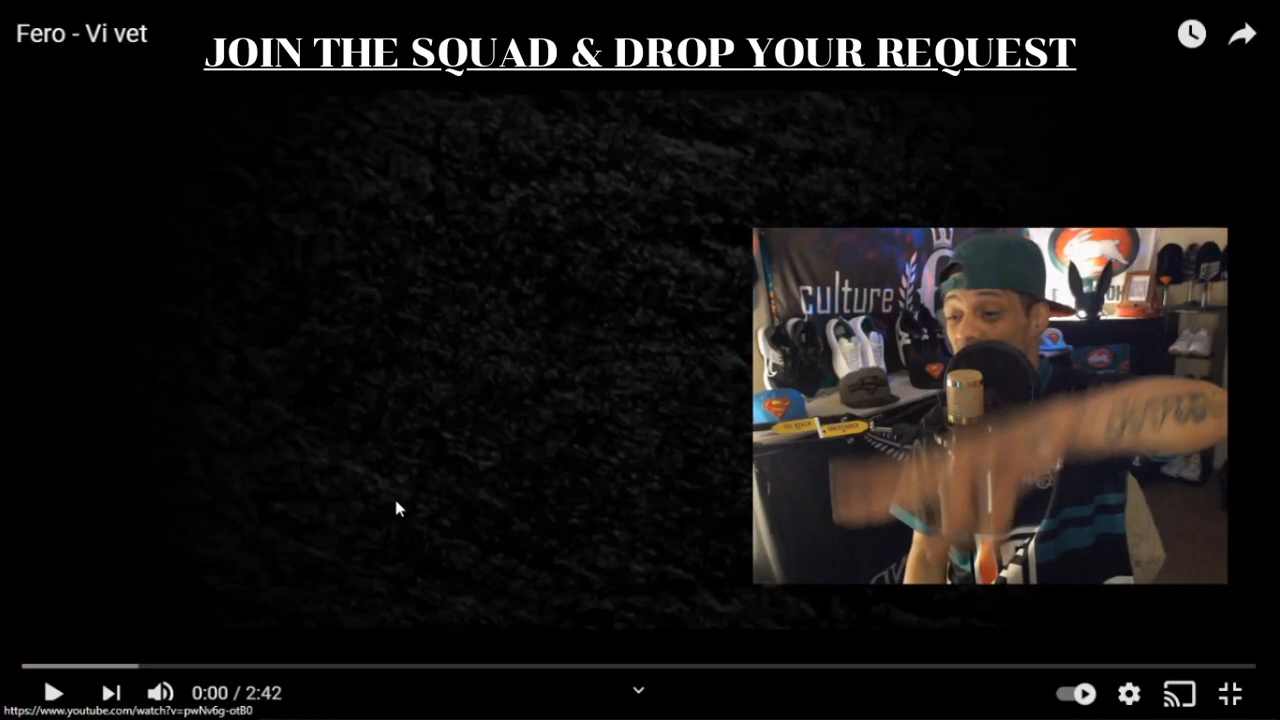 Fero - Vi vet
JOIN THE SQUAD & DROP YOUR REQUEST
culture
0:00 / 2:42
https://www.youtube.com/watch?v=pwNv6g-otB0